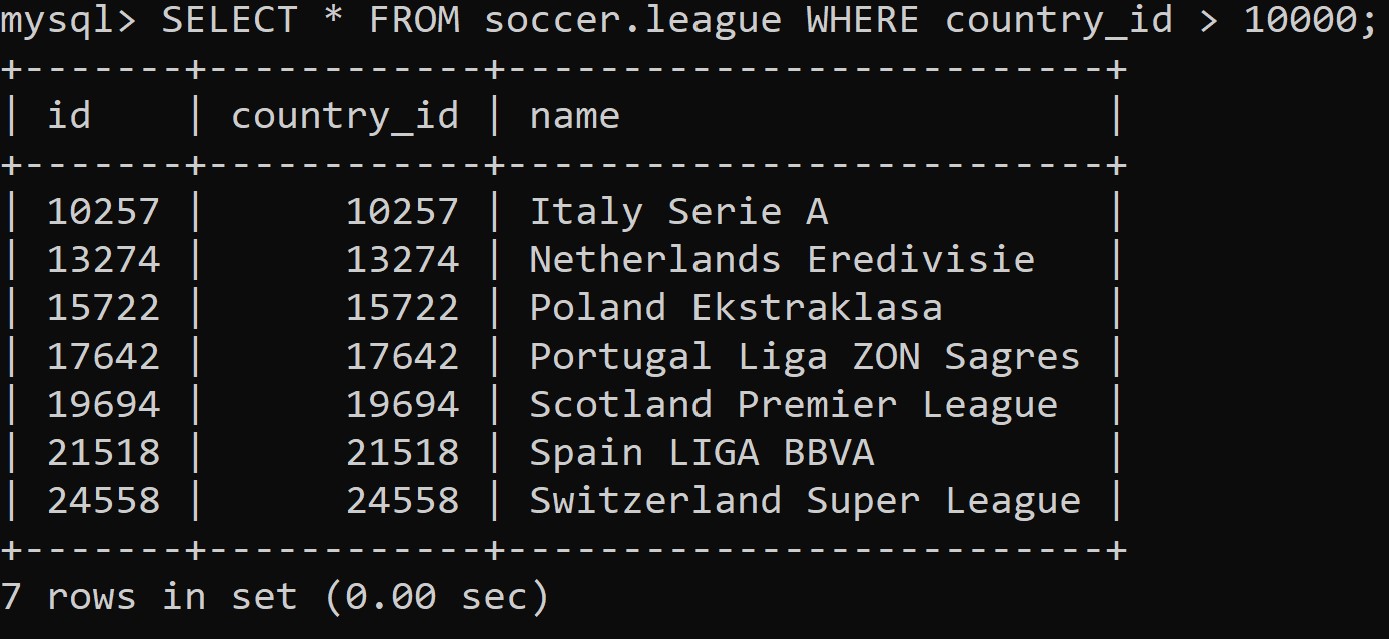 mysql> SELECT * FROM soccer.league WHERE country_id > 10000;
+-------+------------+--------------------------+
| id    | country_id | name                     |
+-------+------------+--------------------------+
| 10257 |      10257 | Italy Serie A            |
| 13274 |      13274 | Netherlands Eredivisie   |
| 15722 |      15722 | Poland Ekstraklasa       |
| 17642 |      17642 | Portugal Liga ZON Sagres |
| 19694 |      19694 | Scotland Premier League  |
| 21518 |      21518 | Spain LIGA BBVA          |
| 24558 |      24558 | Switzerland Super League |
+-------+------------+--------------------------+
7 rows in set (0.00 sec)